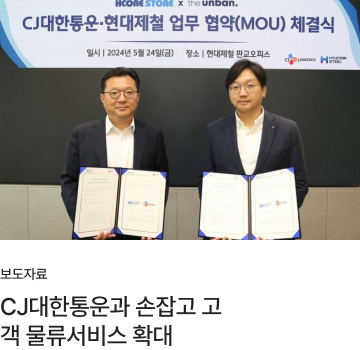 HCORE STORE x the unban.
CJ대한통운·현대제철 업무 협약(MOU) 체결식
일시 | 2024년 5월 24일(금) 장소 | 현대제철 판교오피스
CJ Logistics HYUNDAI STEEL
보도자료
CJ대한통운과 손잡고 고
객 물류서비스 확대